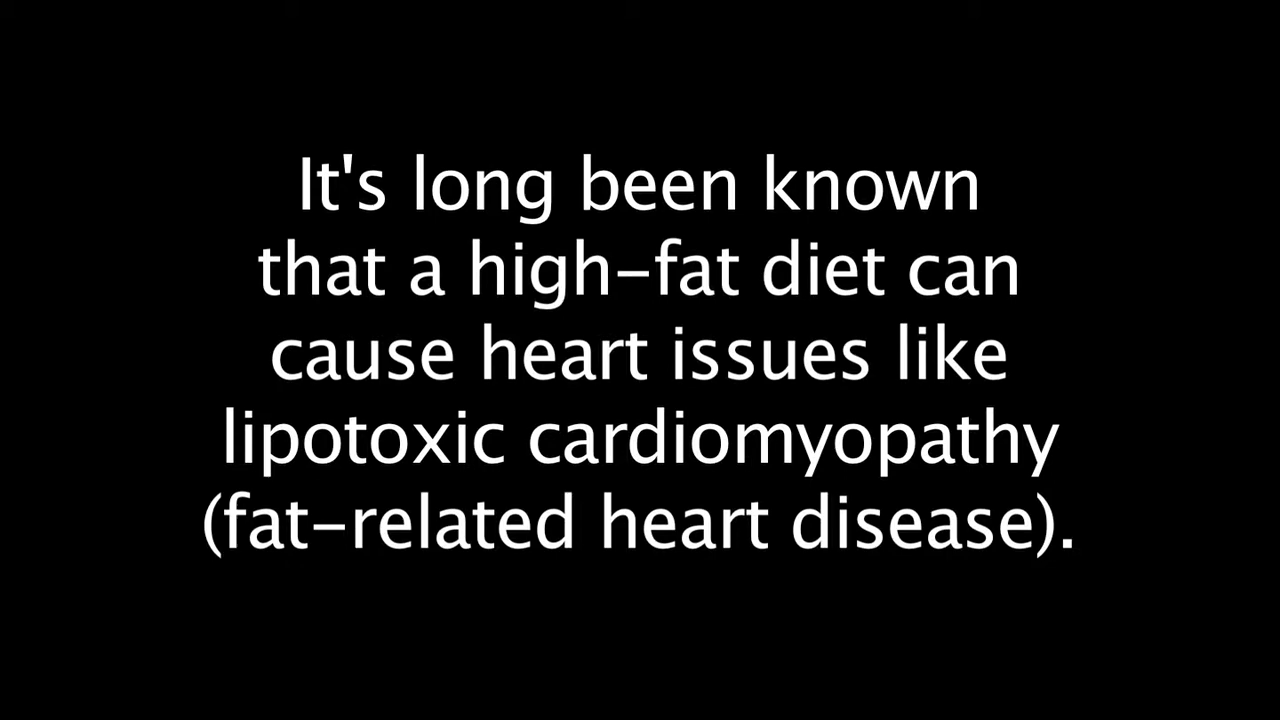 It's long been known
that a high-fat diet can
cause heart issues like
lipotoxic cardiomyopathy
(fat-related heart disease).